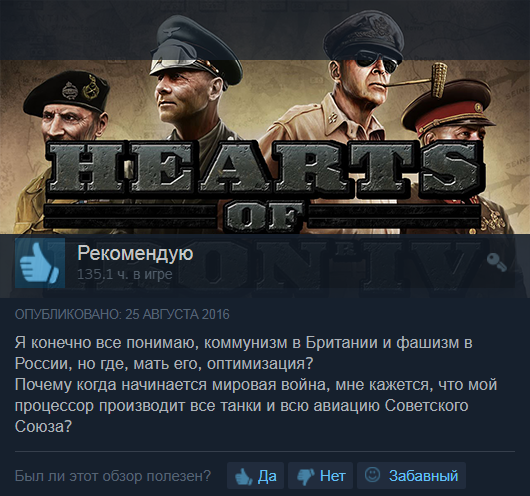 HEARTS
OF
IRON IV
Рекомендую
135.1 ч. в игре
ОПУБЛИКОВАНО: 25 АВГУСТА 2016
Я конечно все понимаю, коммунизм в Британии и фашизм в
России, но где, мать его, оптимизация?
Почему когда начинается мировая война, мне кажется, что мой
процессор производит все танки и всю авиацию Советского
Союза?
Был ли этот обзор полезен? Да Нет Забавный